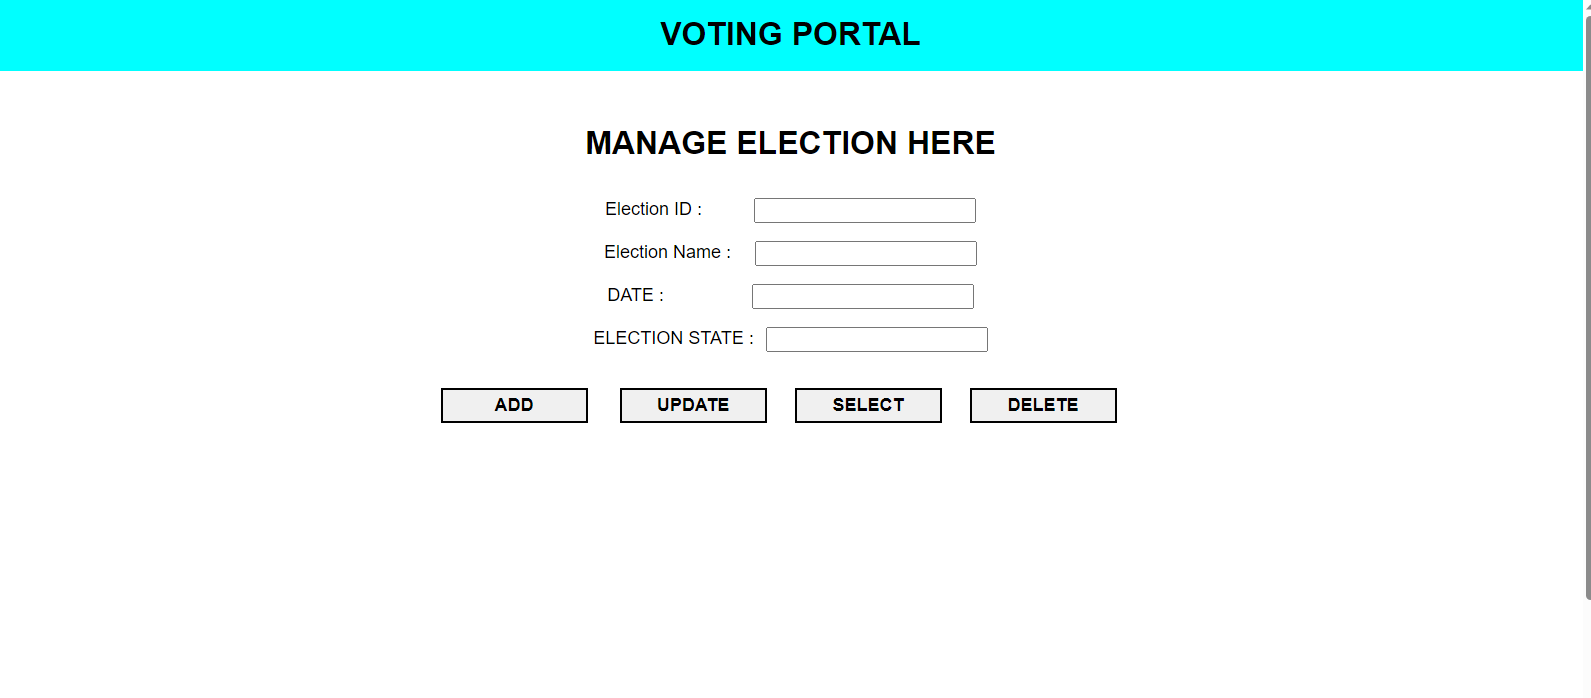 VOTING PORTAL
MANAGE ELECTION HERE
Election ID :
Election Name :
DATE :
ELECTION STATE :
ADD UPDATE SELECT DELETE